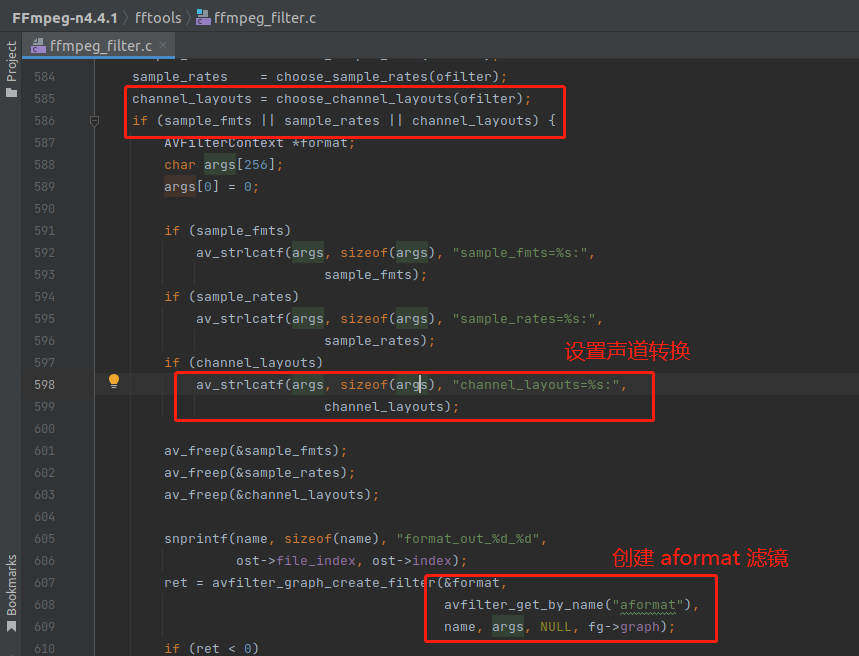 FFmpeg-n4.4.1 〉 fftools 〉 ffmpeg_filter.c
ffmpeg_filter.c ×
Project
584 sample_rates    = choose_sample_rates(ofilter);
585 channel_layouts = choose_channel_layouts(ofilter);
586 if (sample_fmts || sample_rates || channel_layouts) {
587     AVFilterContext *format;
588     char args[256];
589     args[0] = 0;
590
591     if (sample_fmts)
592         av_strlcatf(args, sizeof(args), "sample_fmts=%s:",
593                         sample_fmts);
594     if (sample_rates)
595         av_strlcatf(args, sizeof(args), "sample_rates=%s:",
596                         sample_rates);
设置声道转换
597     if (channel_layouts)
598         av_strlcatf(args, sizeof(args), "channel_layouts=%s:",
599                         channel_layouts);
600
601     av_freep(&sample_fmts);
602     av_freep(&sample_rates);
603     av_freep(&channel_layouts);
604
605     snprintf(name, sizeof(name), "format_out_%d_%d",
606              ost->file_index, ost->index);
创建 aformat 滤镜
607     ret = avfilter_graph_create_filter(&format,
608                                        avfilter_get_by_name("aformat"),
609                                        name, args, NULL, fg->graph);
610     if (ret < 0)
Bookmarks